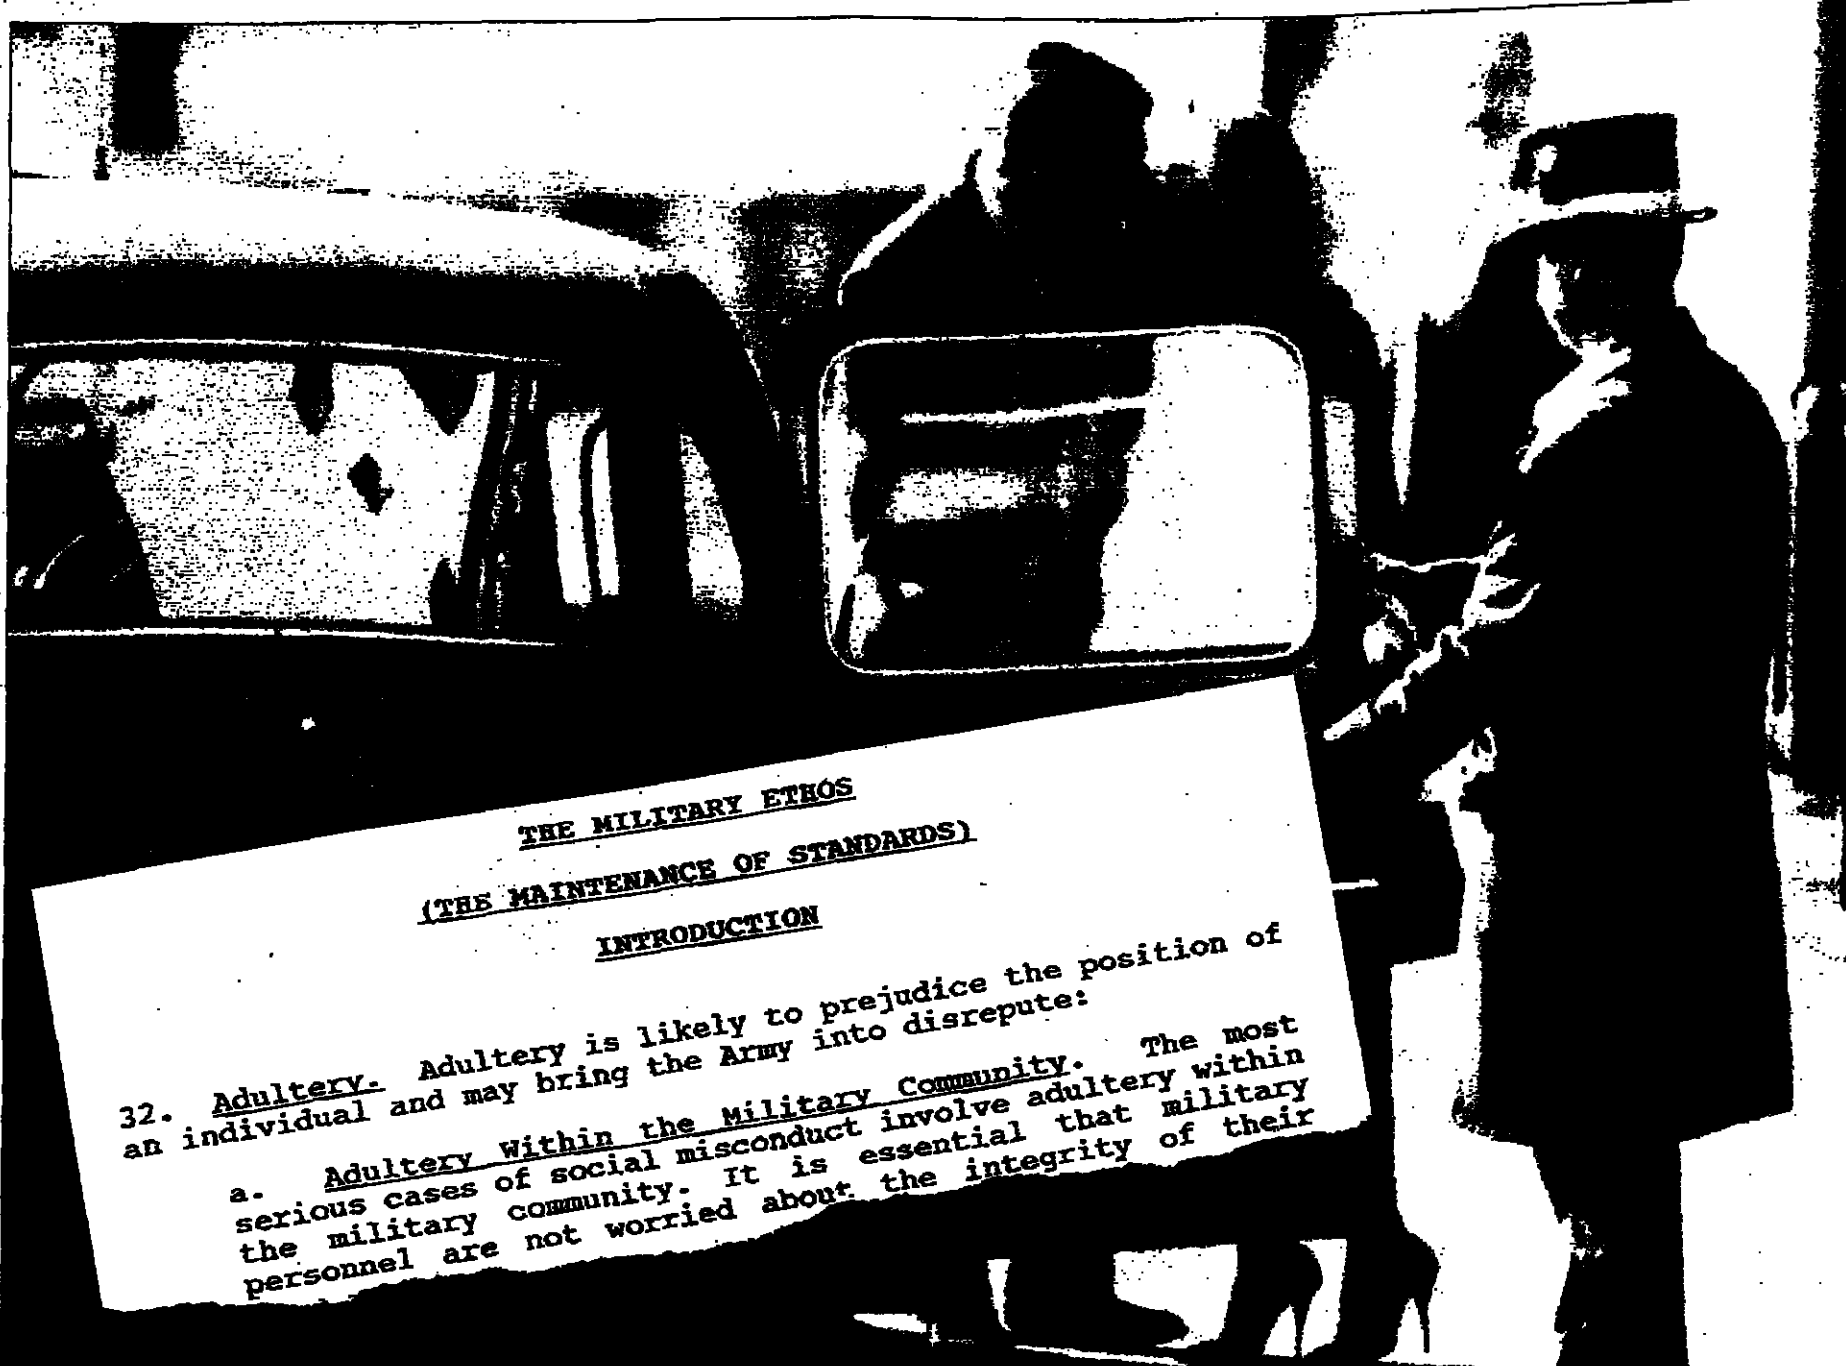 THE MILITARY ETHOS
(THE MAINTENANCE OF STANDARDS)
INTRODUCTION
32. Adultery. Adultery is likely to prejudice the position of
an individual and may bring the Army into disrepute:
a. Adultery Within the Military Community. The most
serious cases of social misconduct involve adultery within
the military community. It is essential that military
personnel are not worried about the integrity of their